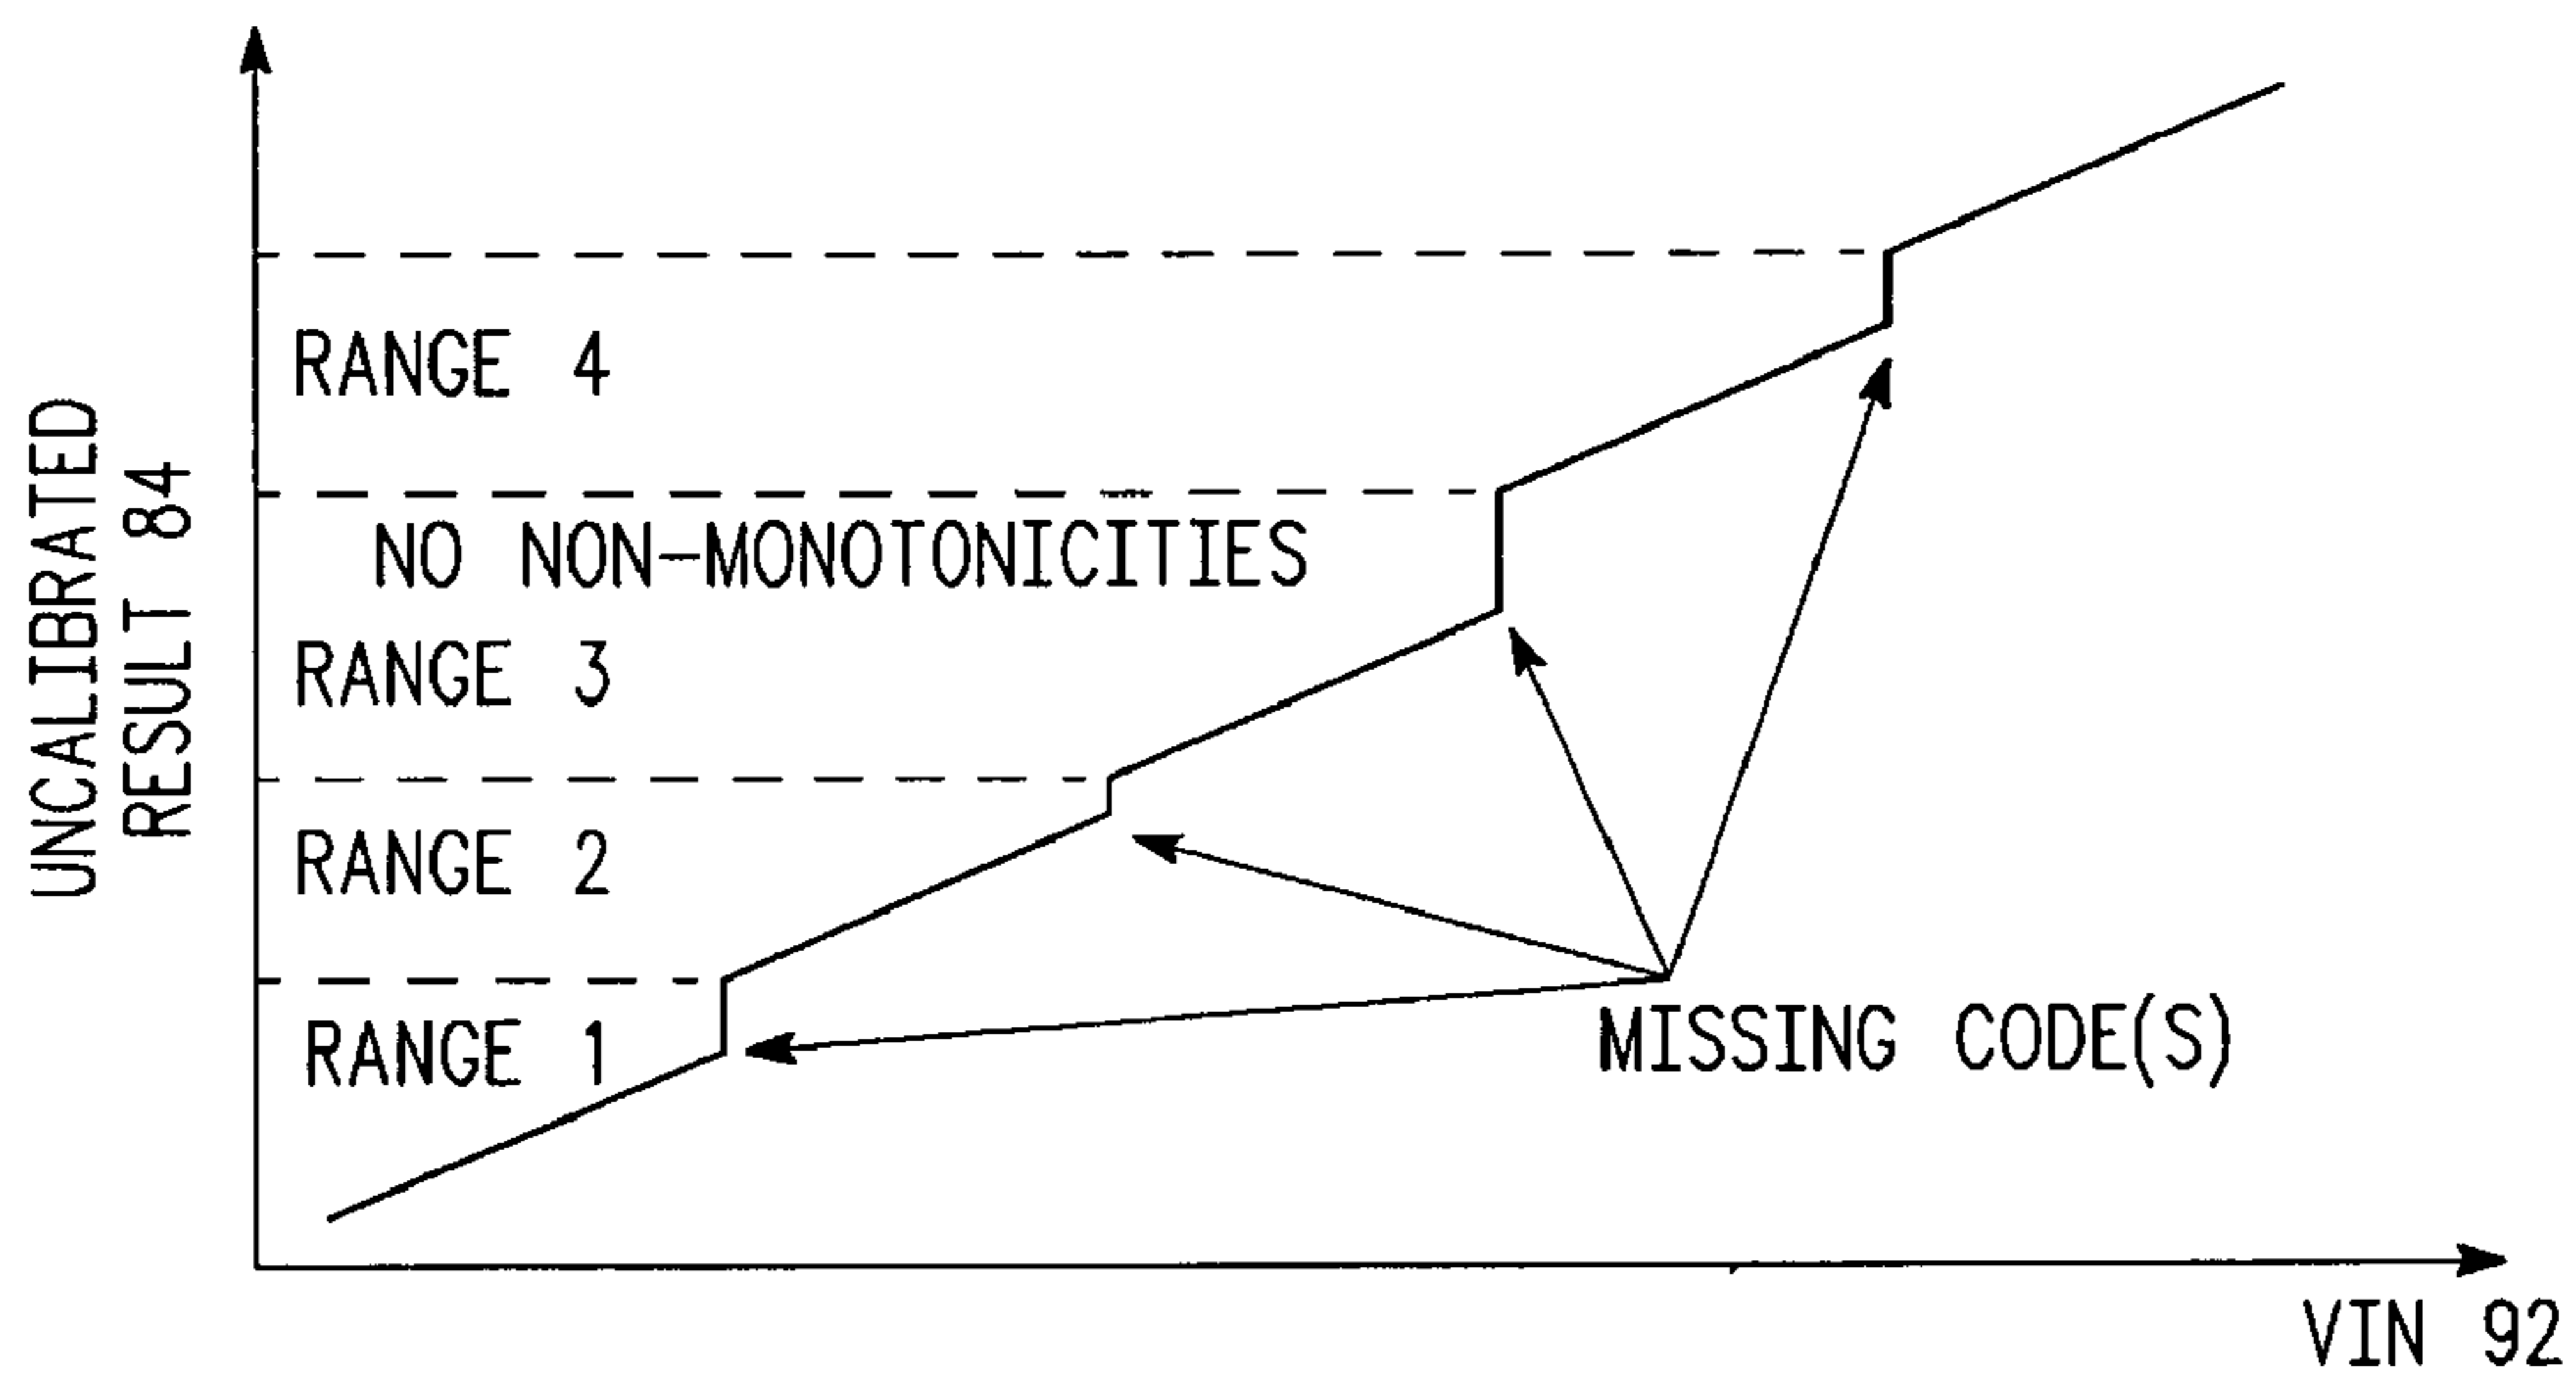 UNCALIBRATED
RESULT 84
RANGE 4
NO NON-MONOTONICITIES
RANGE 3
RANGE 2
RANGE 1
MISSING CODE(S)
VIN 92